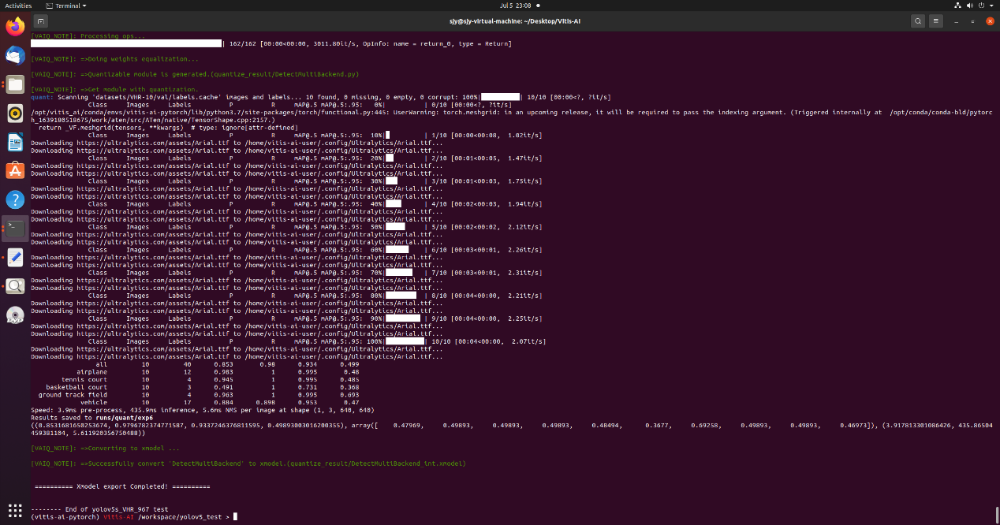 Activities Terminal Jul 5 23:08
sjy@sjy-virtual-machine: ~/Desktop/Vitis-AI
[VAIQ_NOTE]: Processing ops...
| 162/162 [00:00<00:00, 3011.80it/s, OpInfo: name = return_0, type = Return]
[VAIQ_NOTE]: =>Doing weights equalization...
[VAIQ_NOTE]: =>Quantizable module is generated.(quantize_result/DetectMultiBackend.py)
[VAIQ_NOTE]: =>Get module with quantization.
quant: Scanning 'datasets/VHR-10/val/labels.cache' images and labels... 10 found, 0 missing, 0 empty, 0 corrupt: 100%| | 10/10 [00:00<?, ?it/s]
Class Images Labels P R mAP@.5 mAP@.5:.95: 0%| | 0/10 [00:00<?, ?it/s]
/opt/vitis_ai/conda/envs/vitis-ai-pytorch/lib/python3.7/site-packages/torch/functional.py:445: UserWarning: torch.meshgrid: in an upcoming release, it will be required to pass the indexing argument. (Triggered internally at /opt/conda/conda-bld/pytorc
h_1639180518675/work/aten/src/ATen/native/TensorShape.cpp:2157.)
return _VF.meshgrid(tensors, **kwargs) # type: ignore[attr-defined]
Class Images Labels P R mAP@.5 mAP@.5:.95: 10%| | 1/10 [00:00<00:08, 1.02it/s]
Downloading https://ultralytics.com/assets/Arial.ttf to /home/vitis-ai-user/.config/Ultralytics/Arial.ttf...
Downloading https://ultralytics.com/assets/Arial.ttf to /home/vitis-ai-user/.config/Ultralytics/Arial.ttf...
Class Images Labels P R mAP@.5 mAP@.5:.95: 20%| | 2/10 [00:01<00:05, 1.47it/s]
Downloading https://ultralytics.com/assets/Arial.ttf to /home/vitis-ai-user/.config/Ultralytics/Arial.ttf...
Downloading https://ultralytics.com/assets/Arial.ttf to /home/vitis-ai-user/.config/Ultralytics/Arial.ttf...
Class Images Labels P R mAP@.5 mAP@.5:.95: 30%| | 3/10 [00:01<00:03, 1.75it/s]
Downloading https://ultralytics.com/assets/Arial.ttf to /home/vitis-ai-user/.config/Ultralytics/Arial.ttf...
Downloading https://ultralytics.com/assets/Arial.ttf to /home/vitis-ai-user/.config/Ultralytics/Arial.ttf...
Class Images Labels P R mAP@.5 mAP@.5:.95: 40%| | 4/10 [00:02<00:03, 1.94it/s]
Downloading https://ultralytics.com/assets/Arial.ttf to /home/vitis-ai-user/.config/Ultralytics/Arial.ttf...
Downloading https://ultralytics.com/assets/Arial.ttf to /home/vitis-ai-user/.config/Ultralytics/Arial.ttf...
Class Images Labels P R mAP@.5 mAP@.5:.95: 50%| | 5/10 [00:02<00:02, 2.12it/s]
Downloading https://ultralytics.com/assets/Arial.ttf to /home/vitis-ai-user/.config/Ultralytics/Arial.ttf...
Downloading https://ultralytics.com/assets/Arial.ttf to /home/vitis-ai-user/.config/Ultralytics/Arial.ttf...
Class Images Labels P R mAP@.5 mAP@.5:.95: 60%| | 6/10 [00:03<00:01, 2.26it/s]
Downloading https://ultralytics.com/assets/Arial.ttf to /home/vitis-ai-user/.config/Ultralytics/Arial.ttf...
Downloading https://ultralytics.com/assets/Arial.ttf to /home/vitis-ai-user/.config/Ultralytics/Arial.ttf...
Class Images Labels P R mAP@.5 mAP@.5:.95: 70%| | 7/10 [00:03<00:01, 2.31it/s]
Downloading https://ultralytics.com/assets/Arial.ttf to /home/vitis-ai-user/.config/Ultralytics/Arial.ttf...
Downloading https://ultralytics.com/assets/Arial.ttf to /home/vitis-ai-user/.config/Ultralytics/Arial.ttf...
Class Images Labels P R mAP@.5 mAP@.5:.95: 80%| | 8/10 [00:04<00:00, 2.21it/s]
Downloading https://ultralytics.com/assets/Arial.ttf to /home/vitis-ai-user/.config/Ultralytics/Arial.ttf...
Downloading https://ultralytics.com/assets/Arial.ttf to /home/vitis-ai-user/.config/Ultralytics/Arial.ttf...
Class Images Labels P R mAP@.5 mAP@.5:.95: 90%| | 9/10 [00:04<00:00, 2.25it/s]
Downloading https://ultralytics.com/assets/Arial.ttf to /home/vitis-ai-user/.config/Ultralytics/Arial.ttf...
Downloading https://ultralytics.com/assets/Arial.ttf to /home/vitis-ai-user/.config/Ultralytics/Arial.ttf...
Class Images Labels P R mAP@.5 mAP@.5:.95: 100%| | 10/10 [00:04<00:00, 2.07it/s]
Downloading https://ultralytics.com/assets/Arial.ttf to /home/vitis-ai-user/.config/Ultralytics/Arial.ttf...
Downloading https://ultralytics.com/assets/Arial.ttf to /home/vitis-ai-user/.config/Ultralytics/Arial.ttf...
all 10 40 0.853 0.98 0.934 0.499
airplane 10 12 0.983 1 0.995 0.48
tennis court 10 4 0.945 1 0.995 0.485
basketball court 10 3 0.491 1 0.731 0.368
ground track field 10 4 0.963 1 0.995 0.693
vehicle 10 17 0.884 0.898 0.953 0.47
Speed: 3.9ms pre-process, 435.9ms inference, 5.6ms NMS per image at shape (1, 3, 640, 640)
Results saved to runs/quant/exp6
((0.8531681650253674, 0.9796782374771587, 0.9337246376811595, 0.49893003016200355), array([ 0.47969, 0.49893, 0.49893, 0.49893, 0.48494, 0.3677, 0.69258, 0.49893, 0.49893, 0.46973]), (3.917813301086426, 435.86504
459381104, 5.611920356750488))
[VAIQ_NOTE]: =>Converting to xmodel ...
[VAIQ_NOTE]: =>Successfully convert 'DetectMultiBackend' to xmodel.(quantize_result/DetectMultiBackend_int.xmodel)
========== Xmodel export Completed! ==========
-------- End of yolov5s_VHR_967 test
(vitis-ai-pytorch) Vitis-AI /workspace/yolov5_test >